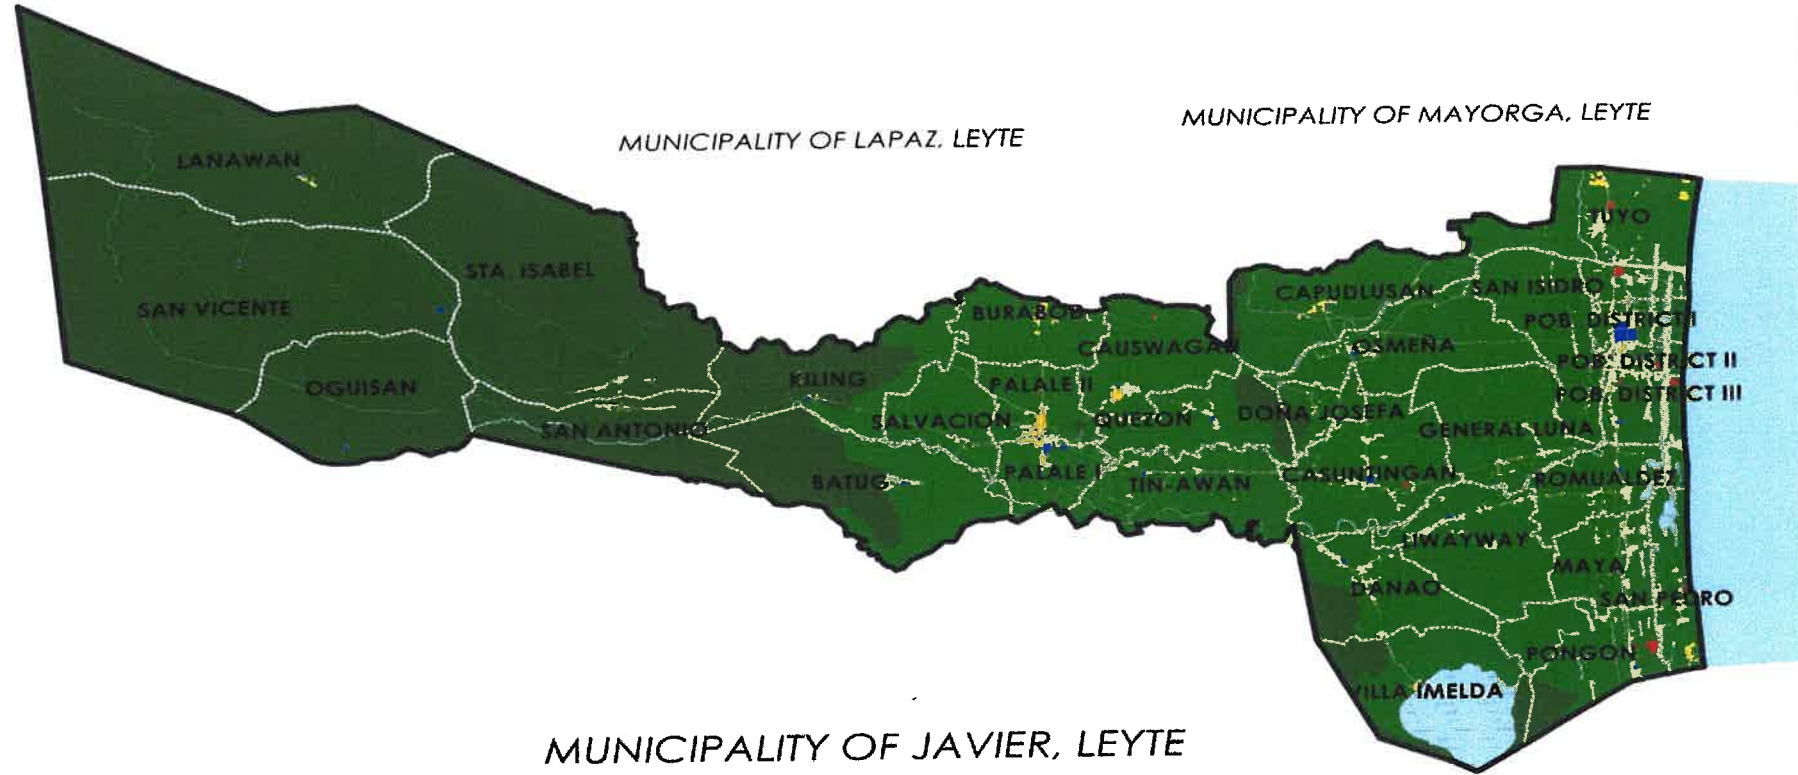 MUNICIPALITY OF MAYORGA, LEYTE
MUNICIPALITY OF LAPAZ, LEYTE
LANAWAN
TUYO
STA. ISABEL
CAPUDLUSAN
SAN ISIDRO
SAN VICENTE
BURABOD
POB. DISTRICT I
CAUSWAGAN
OSMEÑA
POB. DISTRICT II
OGUISAN
KILING
PALALE II
POB. DISTRICT III
SALVACION
QUEZON
DOÑA JOSEFA
SAN ANTONIO
GENERAL LUNA
BATUG
PALALE I
TIN-AWAN
CASUNTINGAN
ROMUALDEZ
LIWAYWAY
MAYA
DANAO
SAN PEDRO
PONGON
VILLA IMELDA
MUNICIPALITY OF JAVIER, LEYTE